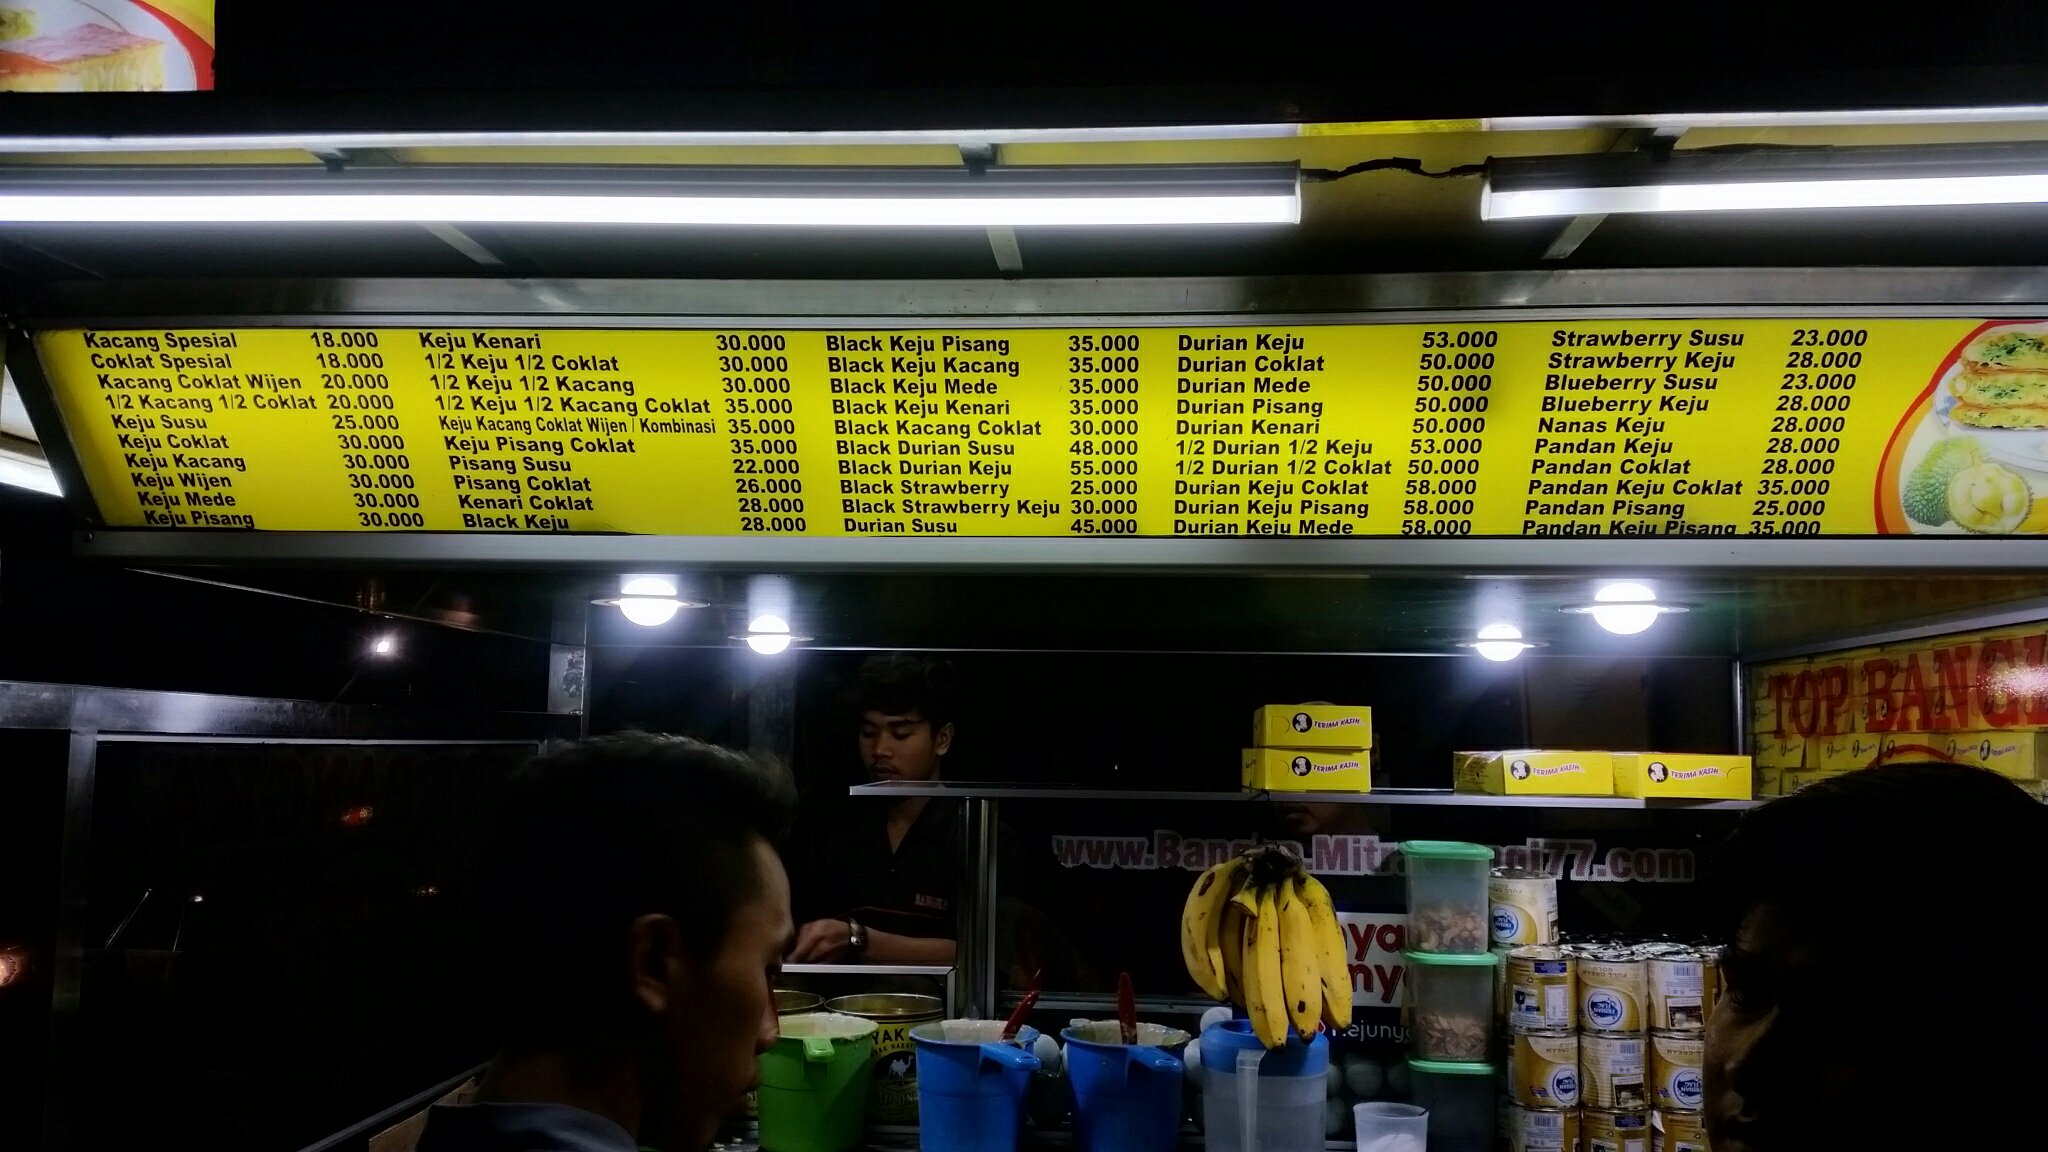 Kacang Spesial 18.000
Coklat Spesial 18.000
Kacang Coklat Wijen 20.000
1/2 Kacang 1/2 Coklat 20.000
Keju Susu 25.000
Keju Coklat 30.000
Keju Kacang 30.000
Keju Wijen 30.000
Keju Mede 30.000
Keju Pisang 30.000
Keju Kenari 30.000
1/2 Keju 1/2 Coklat 30.000
1/2 Keju 1/2 Kacang 30.000
1/2 Keju 1/2 Kacang Coklat 35.000
Keju Kacang Coklat Wijen / Kombinasi 35.000
Keju Pisang Coklat 35.000
Pisang Susu 22.000
Pisang Coklat 26.000
Kenari Coklat 28.000
Black Keju 28.000
Black Keju Pisang 35.000
Black Keju Kacang 35.000
Black Keju Mede 35.000
Black Keju Kenari 35.000
Black Kacang Coklat 30.000
Black Durian Susu 48.000
Black Durian Keju 55.000
Black Strawberry 25.000
Black Strawberry Keju 30.000
Durian Susu 45.000
Durian Keju 53.000
Durian Coklat 50.000
Durian Mede 50.000
Durian Pisang 50.000
Durian Kenari 50.000
1/2 Durian 1/2 Keju 53.000
1/2 Durian 1/2 Coklat 50.000
Durian Keju Coklat 58.000
Durian Keju Pisang 58.000
Durian Keju Mede 58.000
Strawberry Susu 23.000
Strawberry Keju 28.000
Blueberry Susu 23.000
Blueberry Keju 28.000
Nanas Keju 28.000
Pandan Keju 28.000
Pandan Coklat 28.000
Pandan Keju Coklat 35.000
Pandan Pisang 25.000
Pandan Keju Pisang 35.000
TOP
TERIMA KASIH...
TERIMA KASIH...
TERIMA KASIH...
TERIMA KASIH...